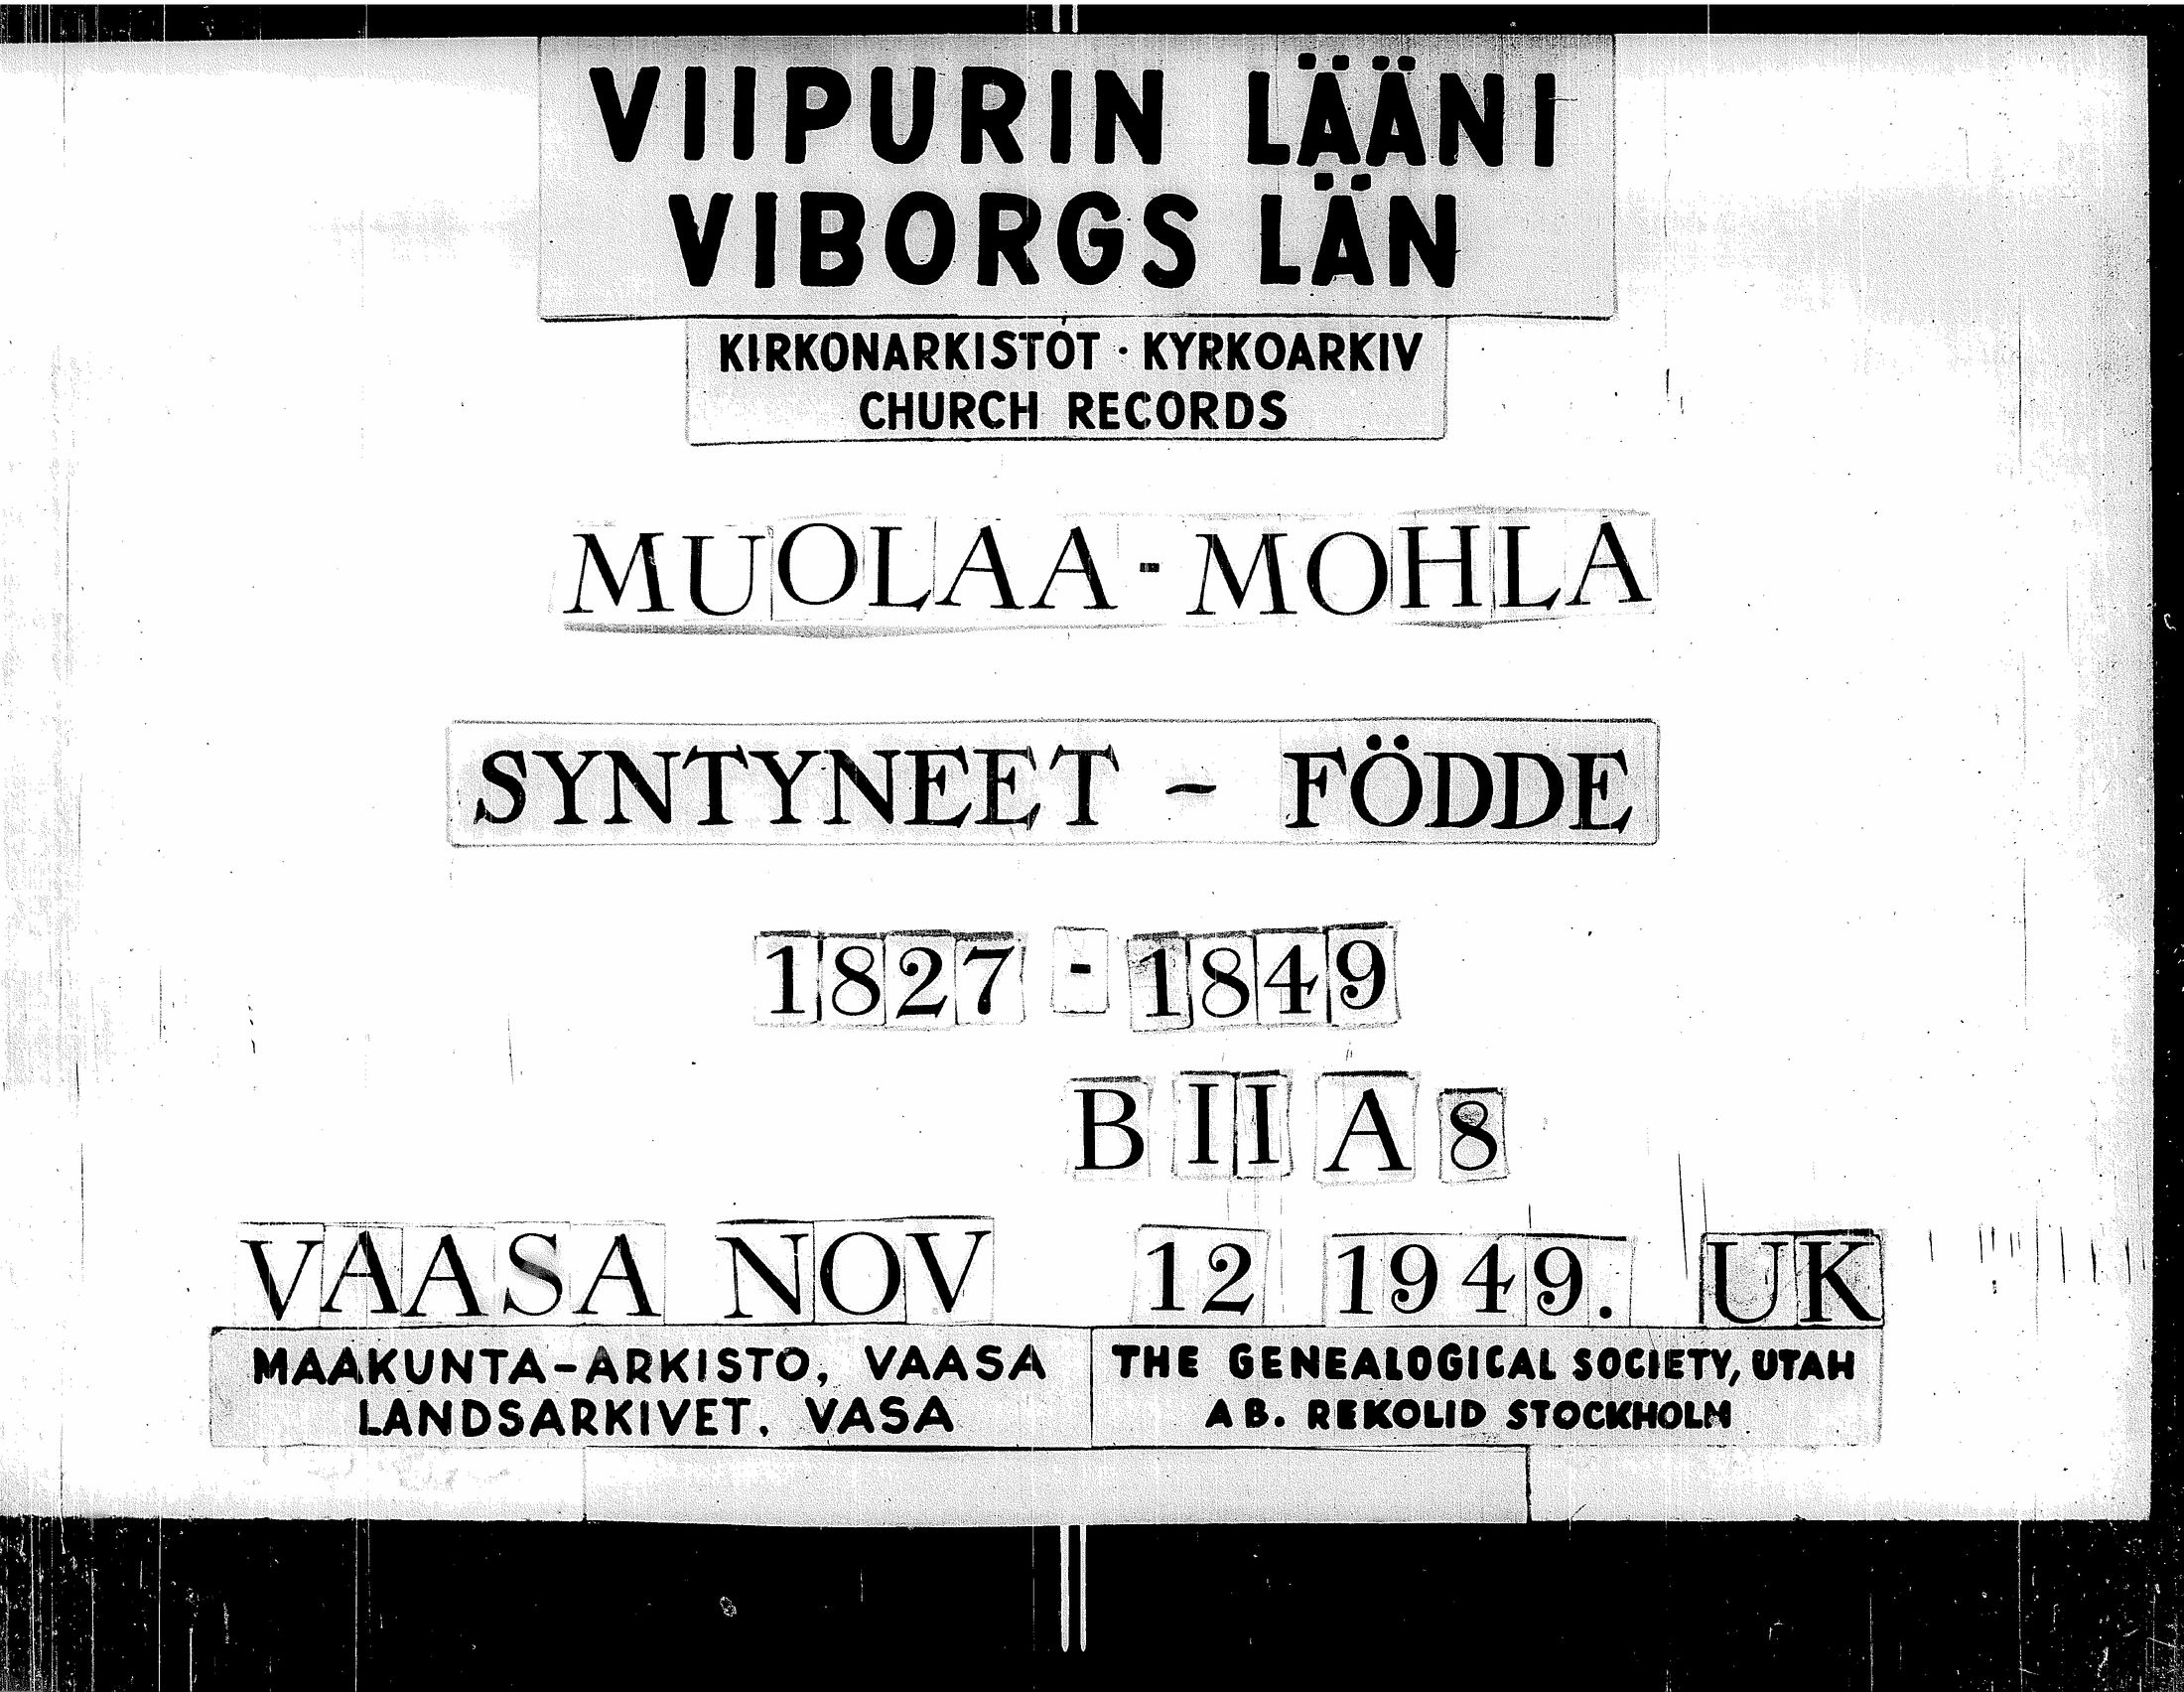 VIIPURIN LÄÄNI
VIBORGS LÄN
KIRKONARKISTOT · KYRKOARKIV
CHURCH RECORDS
MUOLAA - MOHLA
SYNTYNEET - FÖDDE
1827 - 1849
B II A 8
VAASA NOV 12 1949. UK
MAAKUNTA-ARKISTO, VAASA
LANDSARKIVET, VASA
THE GENEALOGICAL SOCIETY, UTAH
AB. REKOLID STOCKHOLM